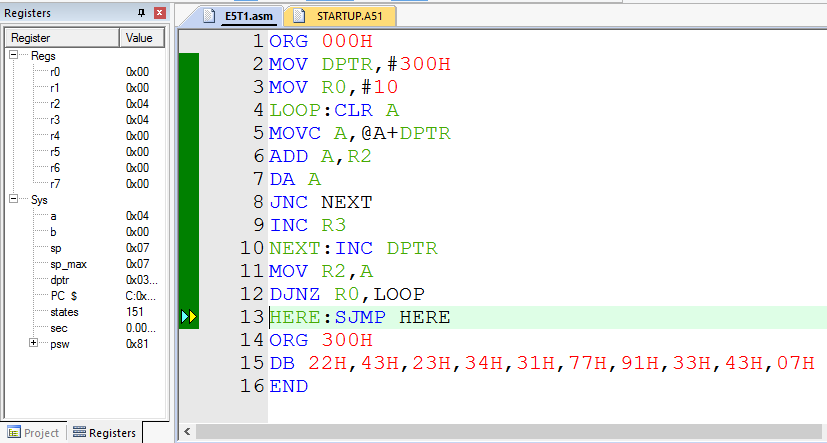 Registers
Register Value
Regs
r0 0x00
r1 0x00
r2 0x04
r3 0x04
r4 0x00
r5 0x00
r6 0x00
r7 0x00
Sys
a 0x04
b 0x00
sp 0x07
sp_max 0x07
dptr 0x03...
PC $ C:0x...
states 151
sec 0.00...
psw 0x81
Project Registers
E5T1.asm STARTUP.A51
1 ORG 000H
2 MOV DPTR,#300H
3 MOV R0,#10
4 LOOP:CLR A
5 MOVC A,@A+DPTR
6 ADD A,R2
7 DA A
8 JNC NEXT
9 INC R3
10 NEXT:INC DPTR
11 MOV R2,A
12 DJNZ R0,LOOP
13 HERE:SJMP HERE
14 ORG 300H
15 DB 22H,43H,23H,34H,31H,77H,91H,33H,43H,07H
16 END